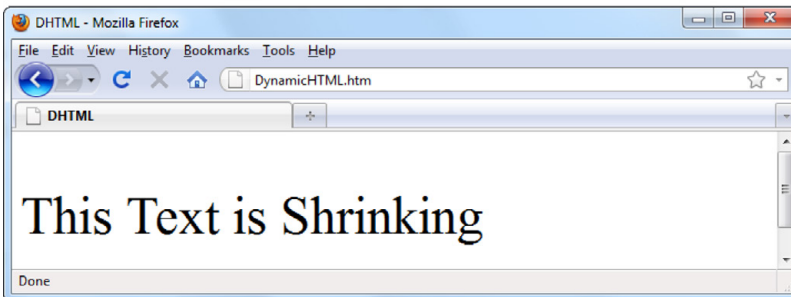 DHTML - Mozilla Firefox
File Edit View History Bookmarks Tools Help
DynamicHTML.htm
DHTML
This Text is Shrinking
Done